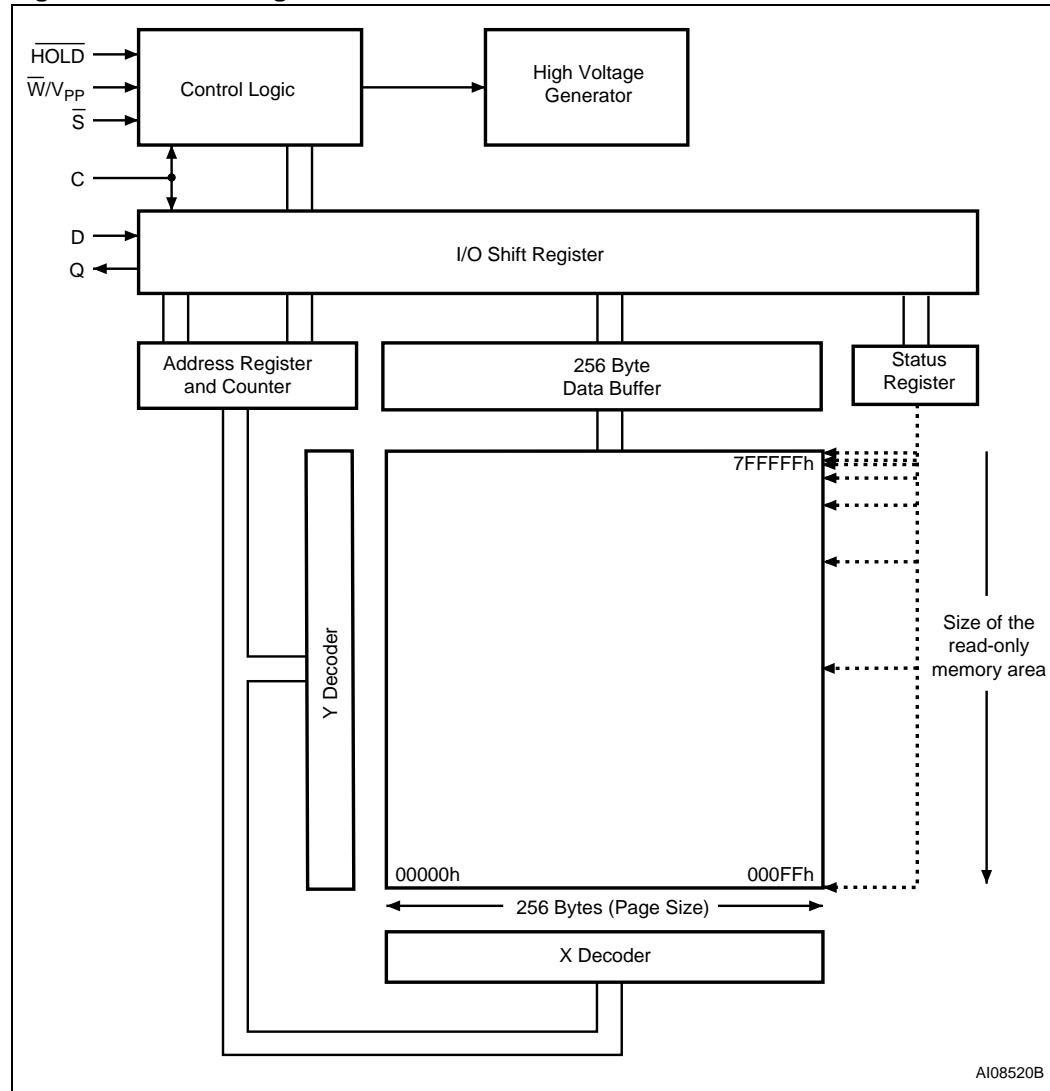 HOLD
W/VPP
S
C
D
Q
Control Logic
High Voltage
Generator
I/O Shift Register
Address Register
and Counter
256 Byte
Data Buffer
Status
Register
7FFFFFh
Y Decoder
Size of the
read-only
memory area
00000h
000FFh
256 Bytes (Page Size)
X Decoder
AI08520B